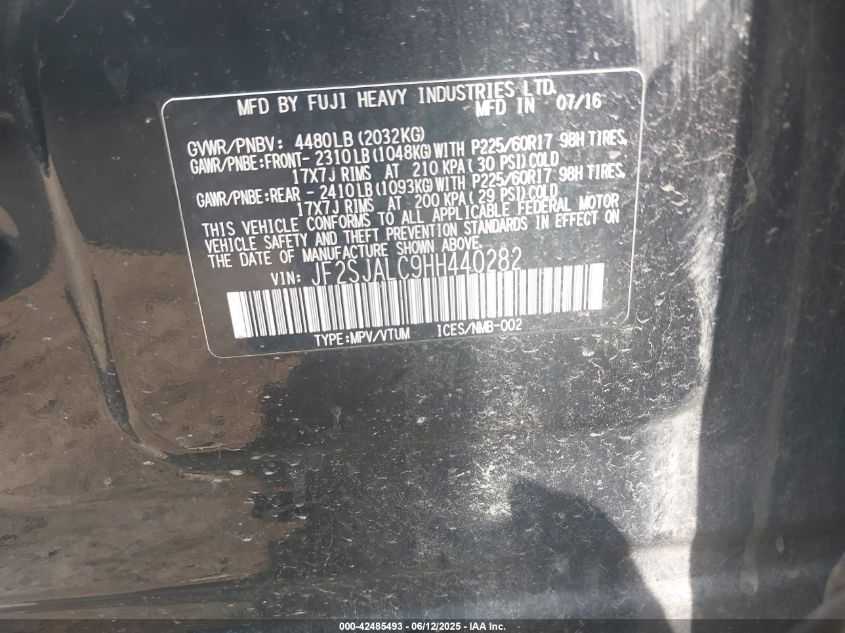 MFD BY FUJI HEAVY INDUSTRIES LTD.
MFD IN 07/16
GVWR/PNBV: 4480LB(2032KG)
GAWR/PNBE:FRONT- 2310LB(1048KG)WITH P225/60R17 98H TIRES,
17X7J RIMS AT 210 KPA(30 PSI)COLD
GAWR/PNBE:REAR - 2410LB(1093KG)WITH P225/60R17 98H TIRES,
17X7J RIMS AT 200 KPA(29 PSI)COLD
THIS VEHICLE CONFORMS TO ALL APPLICABLE FEDERAL MOTOR
VEHICLE SAFETY AND THEFT PREVENTION STANDARDS IN EFFECT ON
THE DATE OF MANUFACTURE SHOWN ABOVE.
VIN: JF2SJALC9HH440282
TYPE:MPV/VTUM ICES/NMB-002
000-42485493 - 06/12/2025 - IAA Inc.